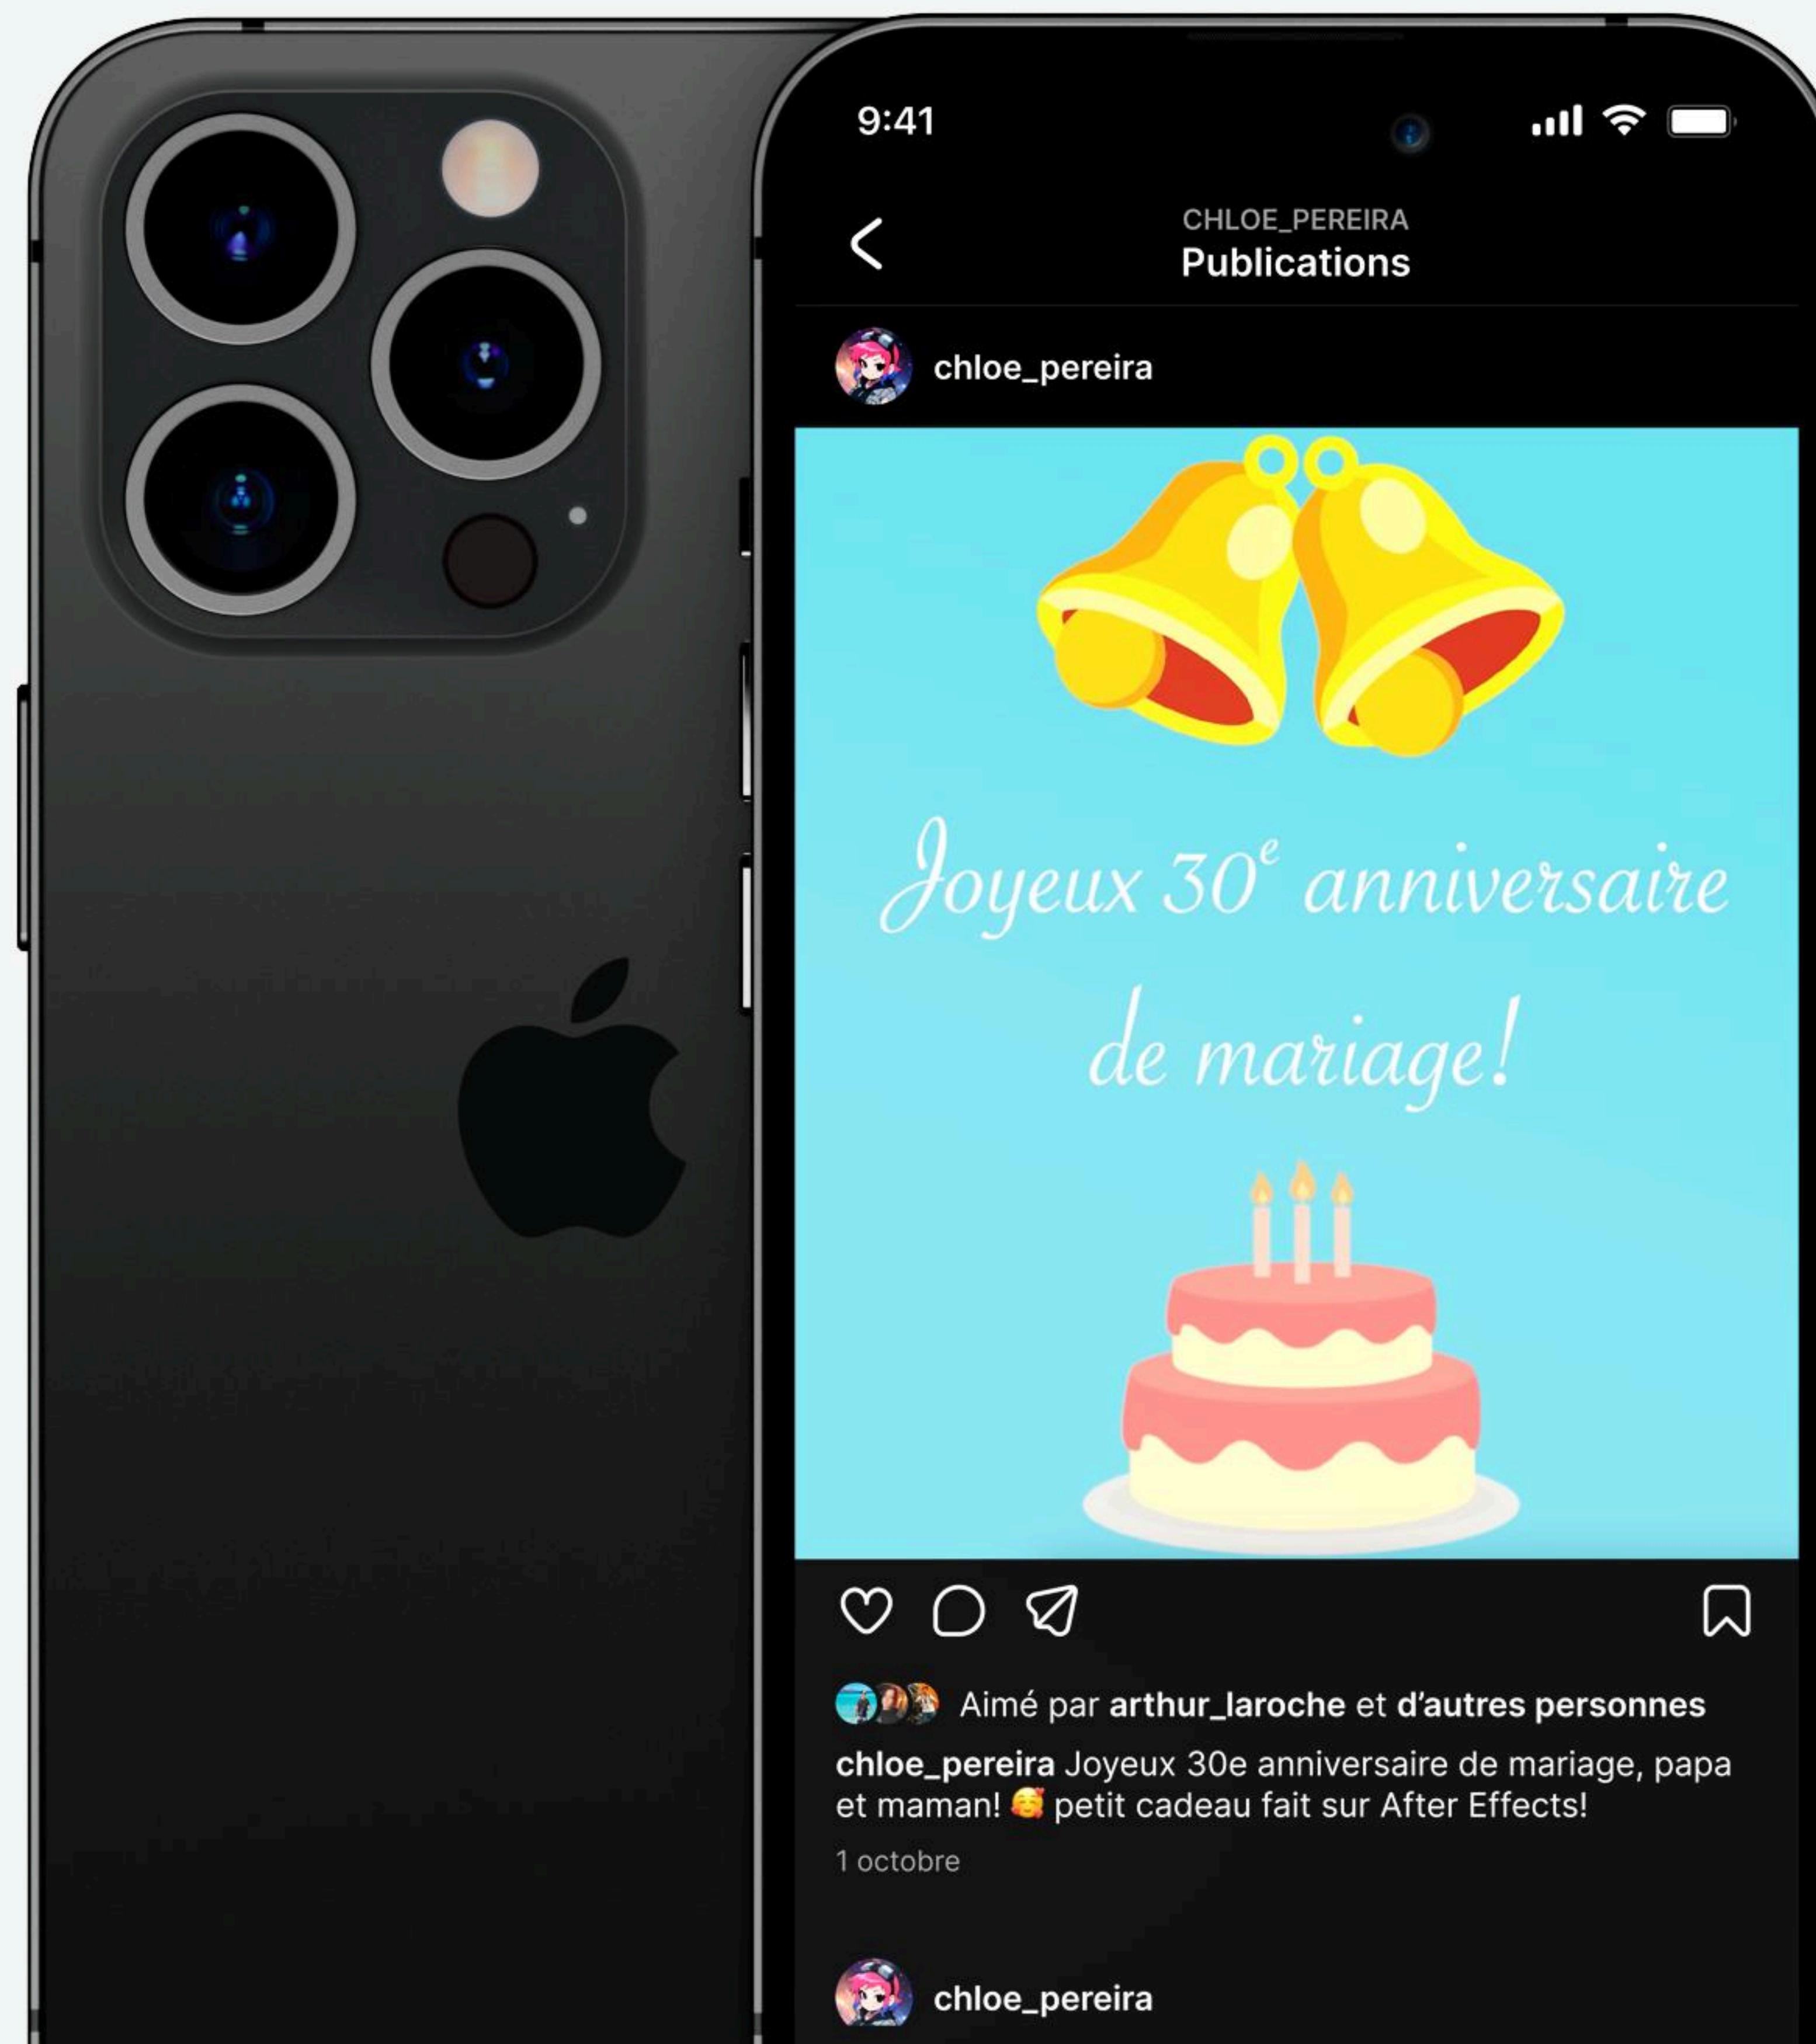 9:41
CHLOE_PEREIRA
Publications
chloe_pereira
Joyeux 30e anniversaire
de mariage!
Aimé par arthur_laroche et d’autres personnes
chloe_pereira Joyeux 30e anniversaire de mariage, papa
et maman! 🥰 petit cadeau fait sur After Effects!
1 octobre
chloe_pereira